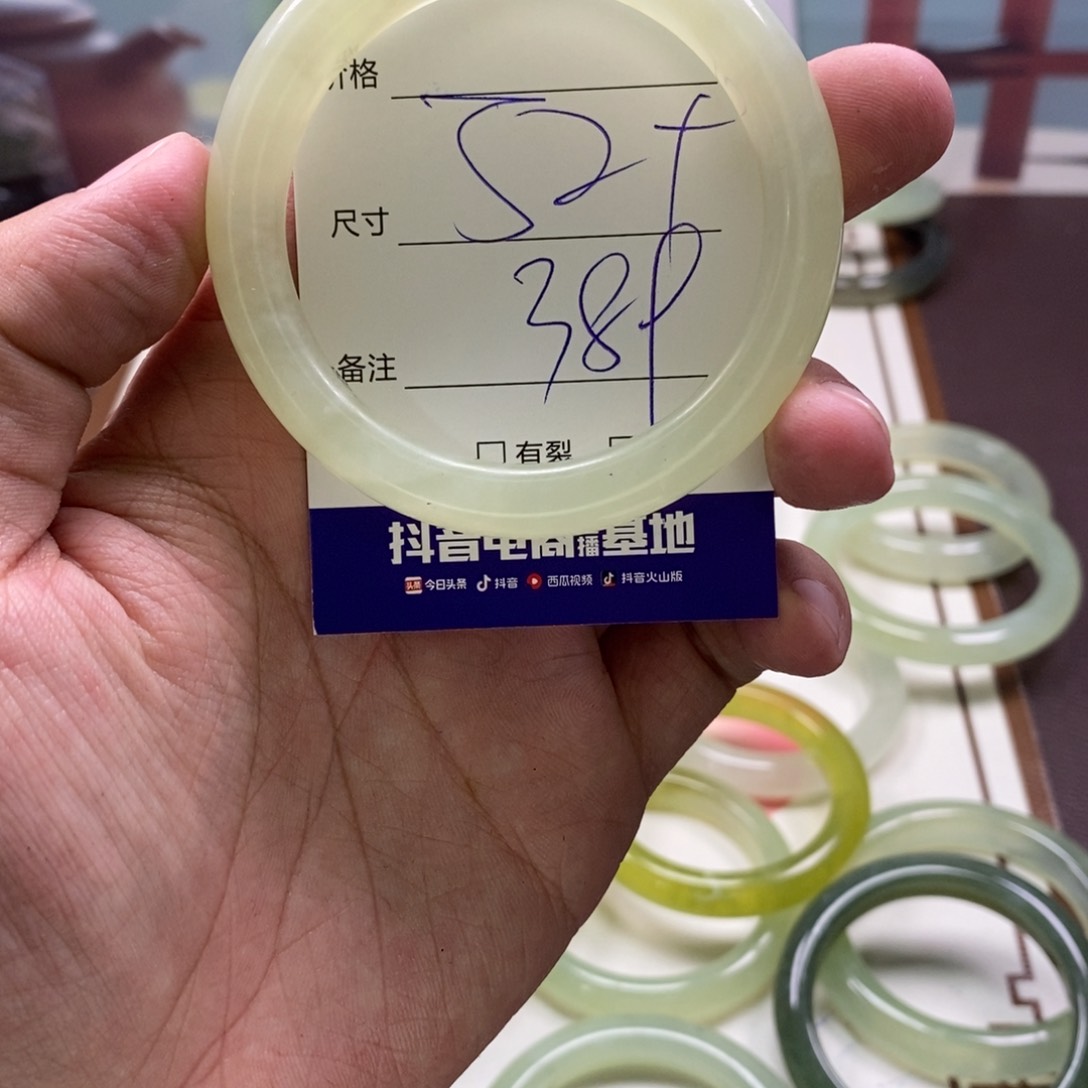 价格
52+
尺寸
38P
备注
□ 有裂
抖音电商直播基地
今日头条 抖音 西瓜视频 抖音火山版